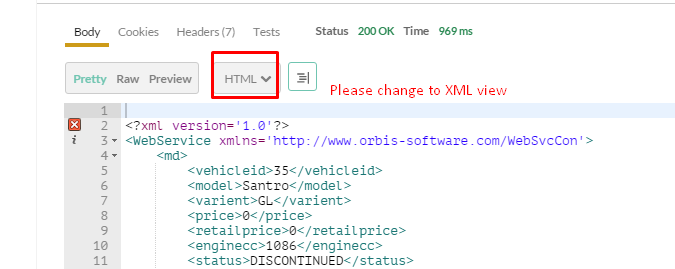 Body Cookies Headers (7) Tests Status 200 OK Time 969 ms
Pretty Raw Preview HTML
Please change to XML view
1
2 <?xml version='1.0'?>
i 3 <WebService xmlns='http://www.orbis-software.com/WebSvcCon'>
4 <md>
5 <vehicleid>35</vehicleid>
6 <model>Santro</model>
7 <varient>GL</varient>
8 <price>0</price>
9 <retailprice>0</retailprice>
10 <enginecc>1086</enginecc>
11 <status>DISCONTINUED</status>